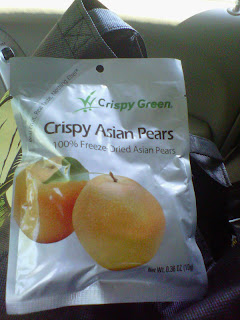 Crispy Green.
Crispy Asian Pears
100% Freeze Dried Asian Pears
Net Wt. 0.36 OZ (10g)